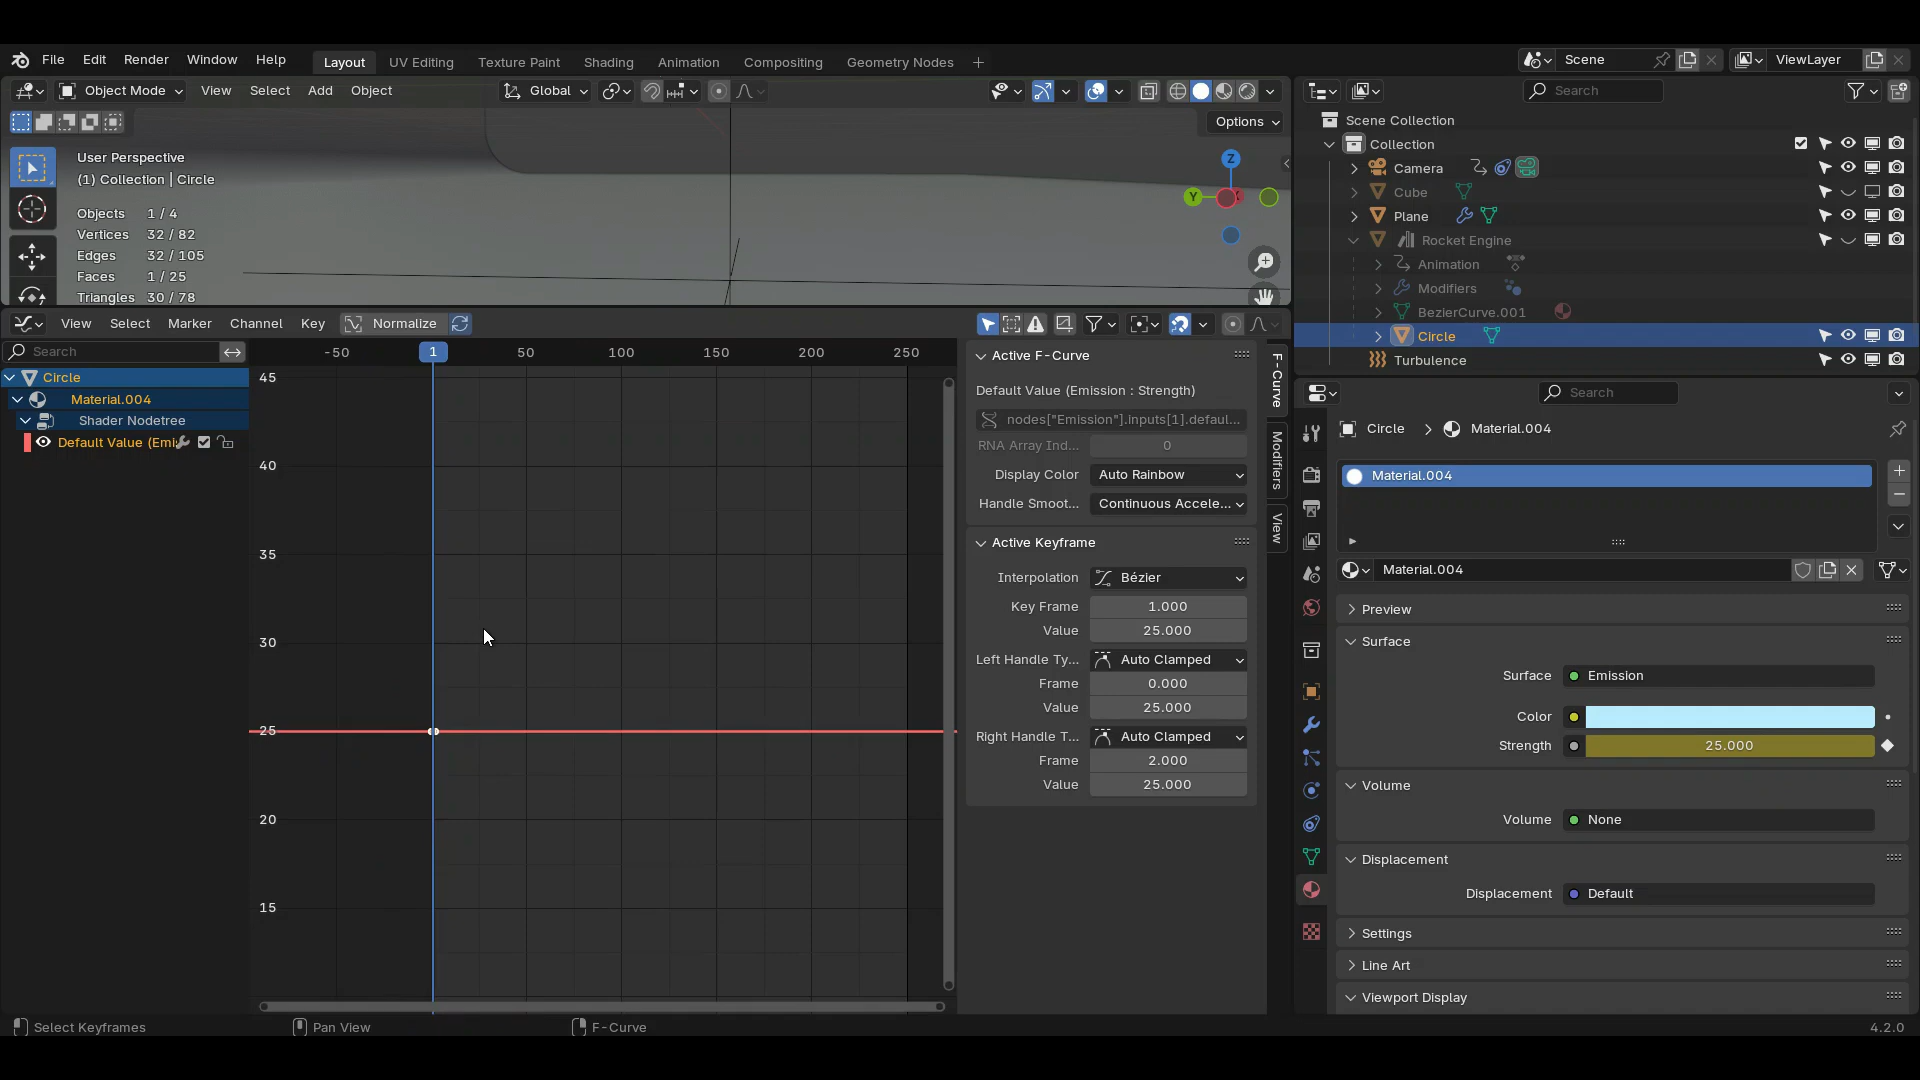 File Edit Render Window Help Layout UV Editing Texture Paint Shading Animation Compositing Geometry Nodes + Scene ViewLayer
Object Mode View Select Add Object Global Search
Options
User Perspective
(1) Collection | Circle
Objects 1 / 4
Vertices 32 / 82
Edges 32 / 105
Faces 1 / 25
Triangles 30 / 78
Z
Y
Scene Collection
Collection
Camera
Cube
Plane
Rocket Engine
Animation
Modifiers
BezierCurve.001
Circle
Turbulence
View Select Marker Channel Key Normalize
Search
-50 1 50 100 150 200 250
Circle
Material.004
Shader Nodetree
Default Value (Emi
45
40
35
30
25
20
15
Active F-Curve
Default Value (Emission : Strength)
nodes["Emission"].inputs[1].defaul...
RNA Array Ind... 0
Display Color Auto Rainbow
Handle Smoot... Continuous Accele...
Active Keyframe
Interpolation Bézier
Key Frame 1.000
Value 25.000
Left Handle Ty... Auto Clamped
Frame 0.000
Value 25.000
Right Handle T... Auto Clamped
Frame 2.000
Value 25.000
F-Curve
Modifiers
View
Search
Circle > Material.004
Material.004
Material.004
Preview
Surface
Surface Emission
Color
Strength 25.000
Volume
Volume None
Displacement
Displacement Default
Settings
Line Art
Viewport Display
Select Keyframes Pan View F-Curve 4.2.0